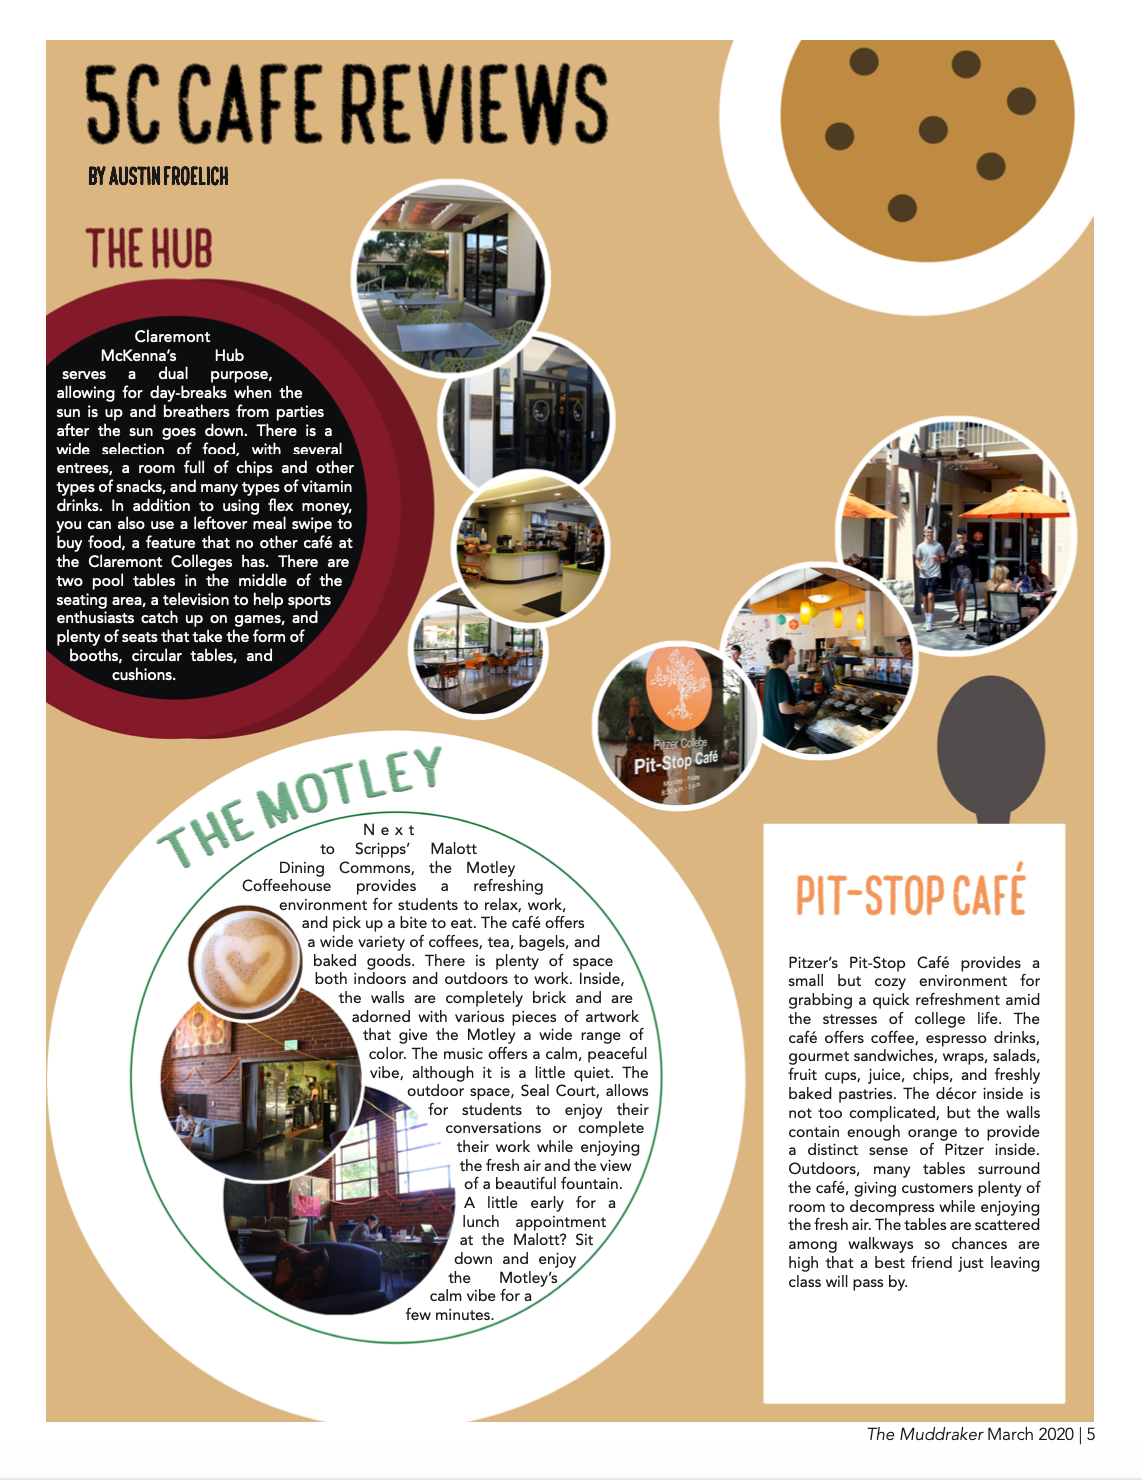 5C CAFE REVIEWS
BY AUSTIN FROELICH
THE HUB
Claremont
McKenna's Hub
serves a dual purpose,
allowing for day-breaks when the
sun is up and breathers from parties
after the sun goes down. There is a
wide selection of food, with several
entrees, a room full of chips and other
types of snacks, and many types of vitamin
drinks. In addition to using flex money,
you can also use a leftover meal swipe to
buy food, a feature that no other café at
the Claremont Colleges has. There are
two pool tables in the middle of the
seating area, a television to help sports
enthusiasts catch up on games, and
plenty of seats that take the form of
booths, circular tables, and
cushions.
CAFE
Pitzer College
Pit-Stop Café
Monday - Friday
THE MOTLEY
Next
to Scripps' Malott
Dining Commons, the Motley
Coffeehouse provides a refreshing
environment for students to relax, work,
and pick up a bite to eat. The café offers
a wide variety of coffees, tea, bagels, and
baked goods. There is plenty of space
both indoors and outdoors to work. Inside,
the walls are completely brick and are
adorned with various pieces of artwork
that give the Motley a wide range of
color. The music offers a calm, peaceful
vibe, although it is a little quiet. The
outdoor space, Seal Court, allows
for students to enjoy their
conversations or complete
their work while enjoying
the fresh air and the view
of a beautiful fountain.
A little early for a
lunch appointment
at the Malott? Sit
down and enjoy
the Motley's
calm vibe for a
few minutes.
PIT-STOP CAFÉ
Pitzer's Pit-Stop Café provides a
small but cozy environment for
grabbing a quick refreshment amid
the stresses of college life. The
café offers coffee, espresso drinks,
gourmet sandwiches, wraps, salads,
fruit cups, juice, chips, and freshly
baked pastries. The décor inside is
not too complicated, but the walls
contain enough orange to provide
a distinct sense of Pitzer inside.
Outdoors, many tables surround
the café, giving customers plenty of
room to decompress while enjoying
the fresh air. The tables are scattered
among walkways so chances are
high that a best friend just leaving
class will pass by.
The Muddraker March 2020 | 5